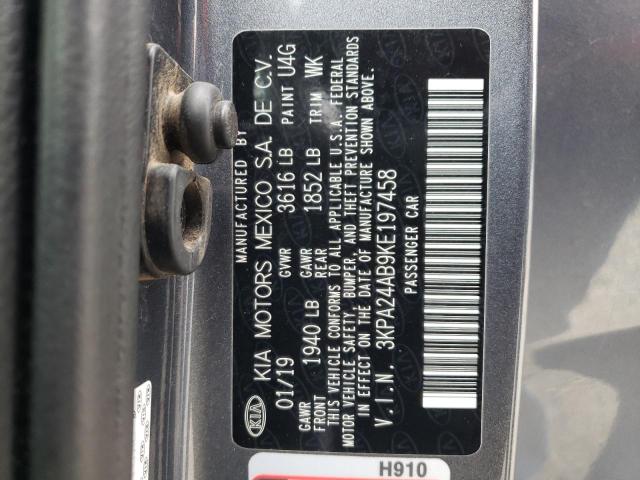 MANUFACTURED BY
KIA KIA MOTORS MEXICO S.A. DE C.V.
01/19 GVWR 3616 LB PAINT U4G
GAWR FRONT 1940 LB GAWR REAR 1852 LB TRIM WK
THIS VEHICLE CONFORMS TO ALL APPLICABLE U.S.A. FEDERAL
MOTOR VEHICLE SAFETY, BUMPER, AND THEFT PREVENTION STANDARDS
IN EFFECT ON THE DATE OF MANUFACTURE SHOWN ABOVE.
V.I.N. 3KPA24AB9KE197458
PASSENGER CAR
H910